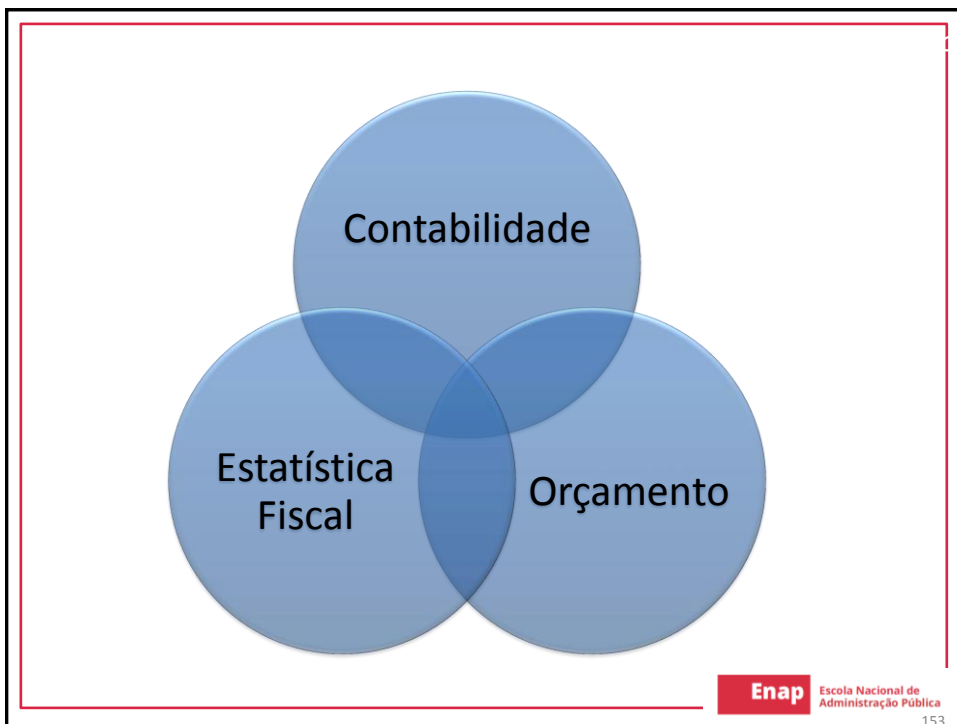 Contabilidade
Estatística
Fiscal
Orçamento
Enap
Escola Nacional de
Administração Pública
153